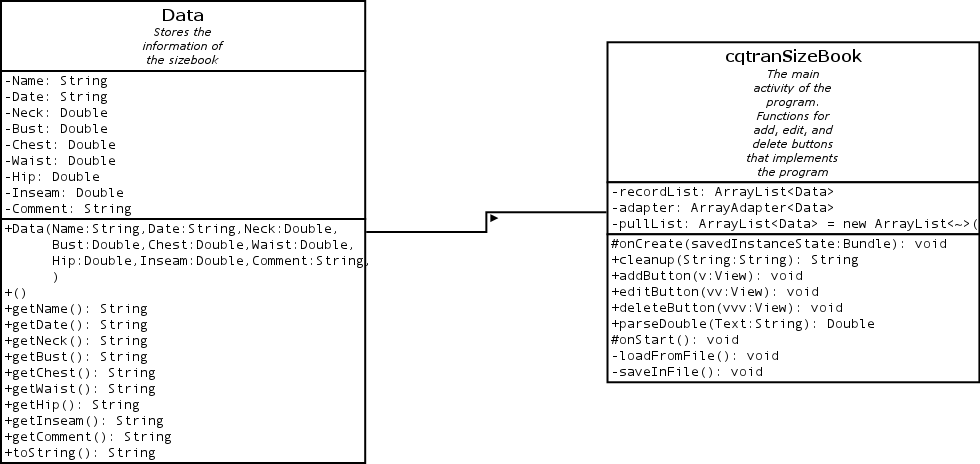 Data
Stores the
information of
the sizebook
-Name: String
-Date: String
-Neck: Double
-Bust: Double
-Chest: Double
-Waist: Double
-Hip: Double
-Inseam: Double
-Comment: String
+Data(Name:String,Date:String,Neck:Double,
Bust:Double,Chest:Double,Waist:Double,
Hip:Double,Inseam:Double,Comment:String,
)
+()
+getName(): String
+getDate(): String
+getNeck(): String
+getBust(): String
+getChest(): String
+getWaist(): String
+getHip(): String
+getInseam(): String
+getComment(): String
+toString(): String
cqtranSizeBook
The main
activity of the
program.
Functions for
add, edit, and
delete buttons
that implements
the program
-recordList: ArrayList<Data>
-adapter: ArrayAdapter<Data>
-pullList: ArrayList<Data> = new ArrayList<~>(
#onCreate(savedInstanceState:Bundle): void
+cleanup(String:String): String
+addButton(v:View): void
+editButton(vv:View): void
+deleteButton(vvv:View): void
+parseDouble(Text:String): Double
#onStart(): void
-loadFromFile(): void
-saveInFile(): void